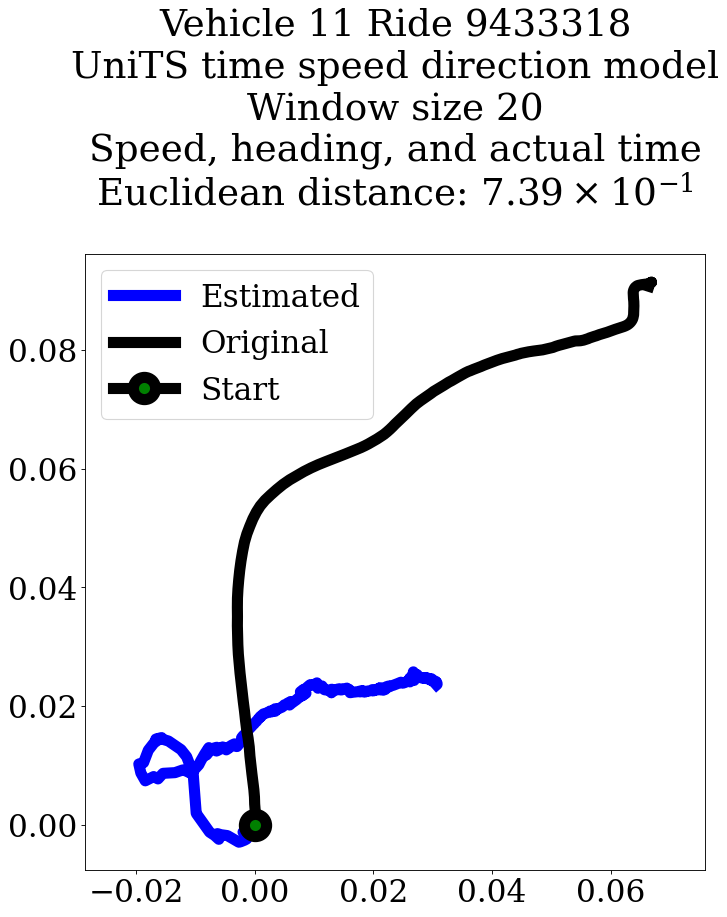 Vehicle 11 Ride 9433318
UniTS time speed direction model
Window size 20
Speed, heading, and actual time
Euclidean distance: 7.39 × 10⁻¹
Estimated
Original
Start
0.08
0.06
0.04
0.02
0.00
−0.02 0.00 0.02 0.04 0.06